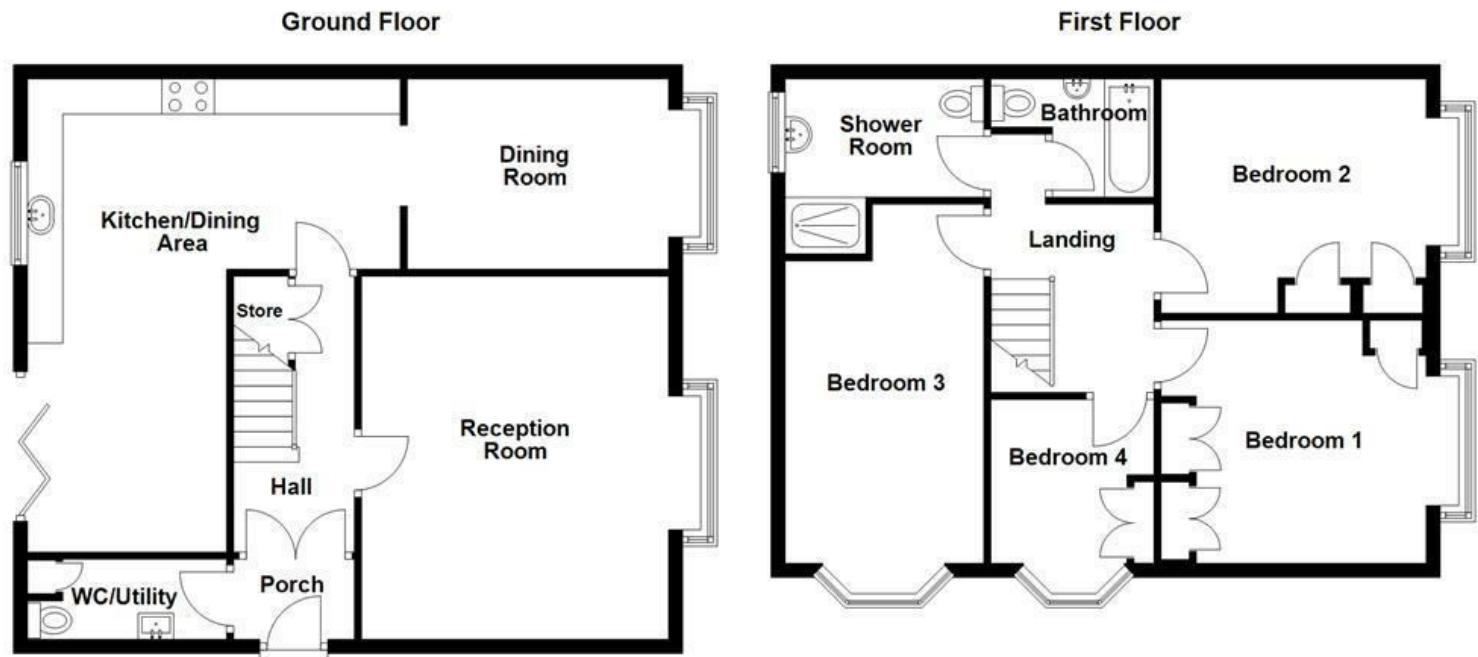 Ground Floor
Dining
Room
Kitchen/Dining
Area
Store
Reception
Room
Hall
WC/Utility
Porch
First Floor
Shower
Room
Bathroom
Bedroom 2
Landing
Bedroom 3
Bedroom 4
Bedroom 1